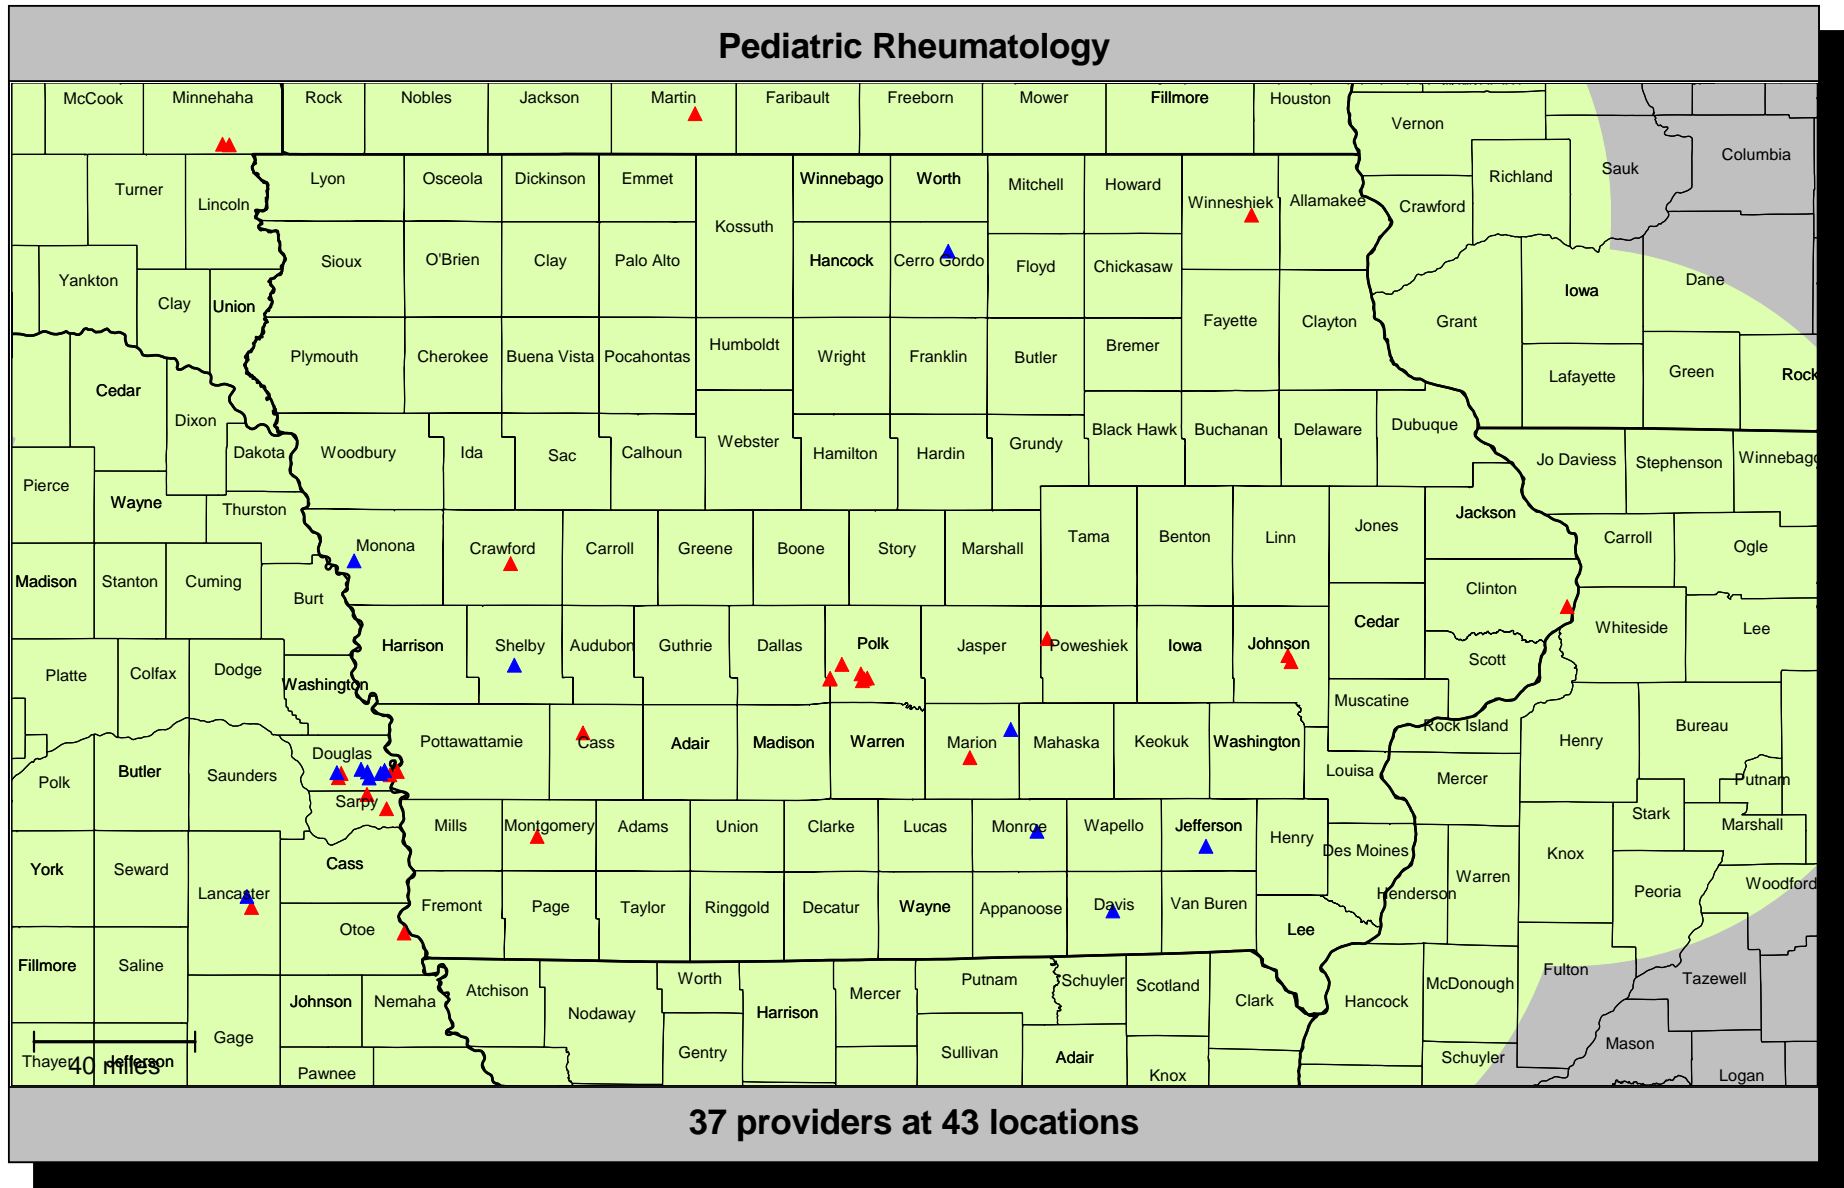 Pediatric Rheumatology
McCook Minnehaha Rock Nobles Jackson Martin Faribault Freeborn Mower Fillmore Houston
Vernon
Columbia
Sauk
Turner Lyon Osceola Dickinson Emmet Winnebago Worth Mitchell Howard Richland
Lincoln Kossuth Winneshiek Allamakee Crawford
Yankton Sioux O'Brien Clay Palo Alto Hancock Cerro Gordo Floyd Chickasaw Dane
Clay Union Iowa
Fayette Clayton Grant
Plymouth Cherokee Buena Vista Pocahontas Humboldt Wright Franklin Butler Bremer
Cedar Lafayette Green Rock
Dixon Black Hawk Buchanan Delaware Dubuque
Dakota Woodbury Ida Sac Calhoun Webster Hamilton Hardin Grundy Jo Daviess Stephenson Winnebago
Pierce
Wayne Thurston Jackson
Monona Crawford Carroll Greene Boone Story Marshall Tama Benton Linn Jones Carroll Ogle
Madison Stanton Cuming Burt Clinton
Harrison Shelby Audubon Guthrie Dallas Polk Jasper Poweshiek Iowa Johnson Cedar Whiteside Lee
Platte Colfax Dodge Scott
Washington Muscatine
Rock Island Bureau
Douglas Pottawattamie Cass Adair Madison Warren Marion Mahaska Keokuk Washington Henry
Polk Butler Saunders Louisa Mercer Putnam
Sarpy Mills Montgomery Adams Union Clarke Lucas Monroe Wapello Jefferson Henry Stark Marshall
York Seward Cass Des Moines Knox
Lancaster Henderson Warren Peoria Woodford
Otoe Fremont Page Taylor Ringgold Decatur Wayne Appanoose Davis Van Buren Lee
Fillmore Saline Fulton
Johnson Nemaha Atchison Worth Putnam Schuyler Scotland Clark Hancock McDonough Tazewell
Nodaway Harrison Mercer
Gage Gentry Sullivan Adair Schuyler Mason
Thayer Jefferson
40 miles
Pawnee Knox Logan
37 providers at 43 locations